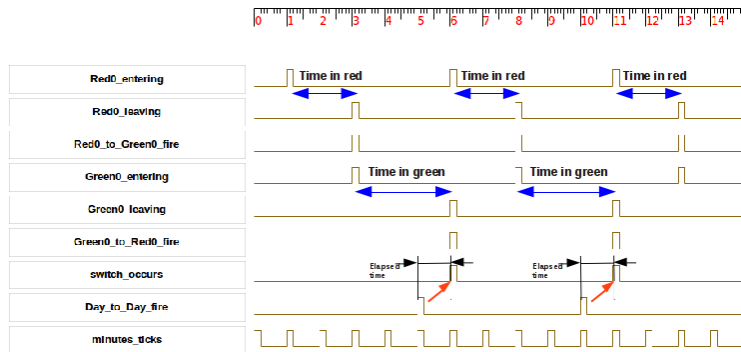 0 1 2 3 4 5 6 7 8 9 10 11 12 13 14
Red0_entering
Time in red
Time in red
Time in red
Red0_leaving
Red0_to_Green0_fire
Green0_entering
Time in green
Time in green
Green0_leaving
Green0_to_Red0_fire
switch_occurs
Elapsed
time
Elapsed
time
Day_to_Day_fire
minutes_ticks